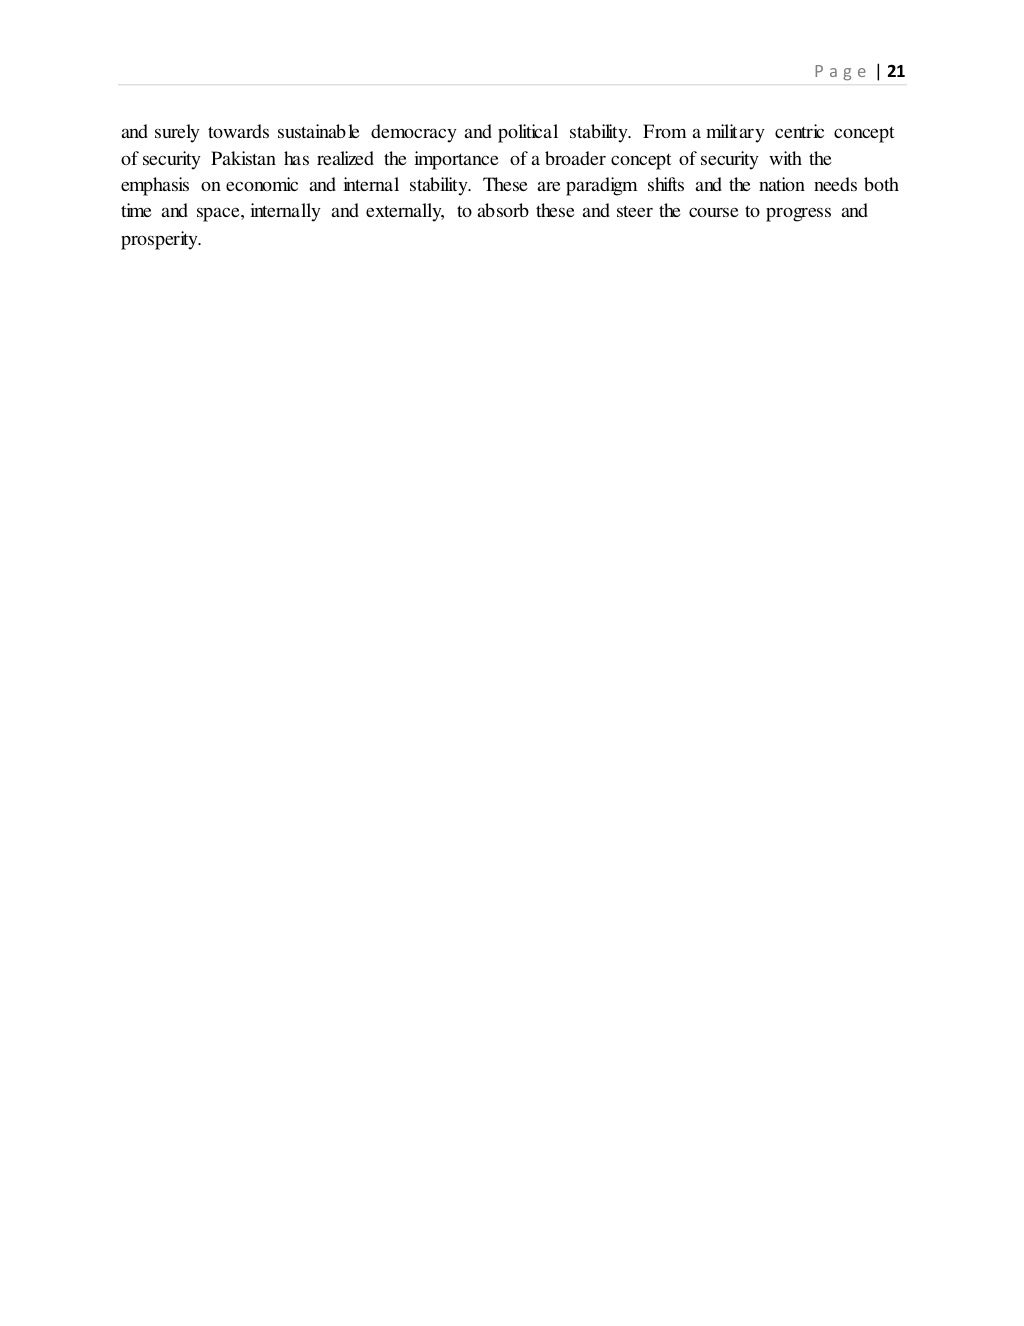 Page | 21
and surely towards sustainable democracy and political stability. From a military centric concept
of security Pakistan has realized the importance of a broader concept of security with the
emphasis on economic and internal stability. These are paradigm shifts and the nation needs both
time and space, internally and externally, to absorb these and steer the course to progress and
prosperity.